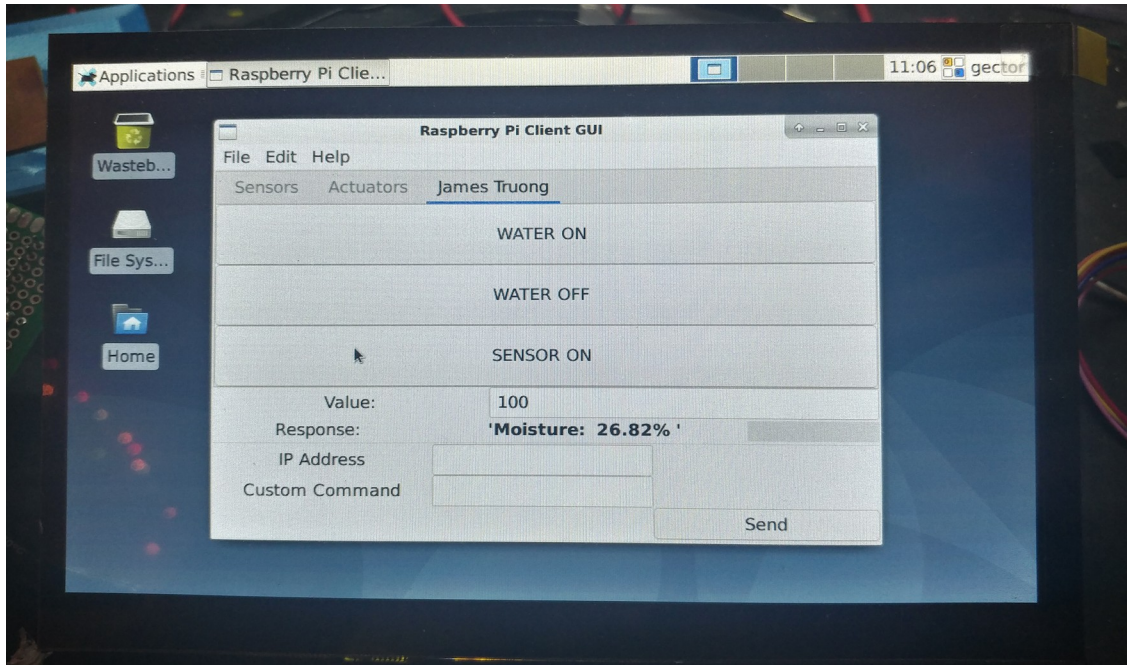 Applications Raspberry Pi Clie... 11:06 gector
Wasteb...
File Sys...
Home
Raspberry Pi Client GUI
File Edit Help
Sensors Actuators James Truong
WATER ON
WATER OFF
SENSOR ON
Value: 100
Response: 'Moisture: 26.82% '
IP Address
Custom Command
Send